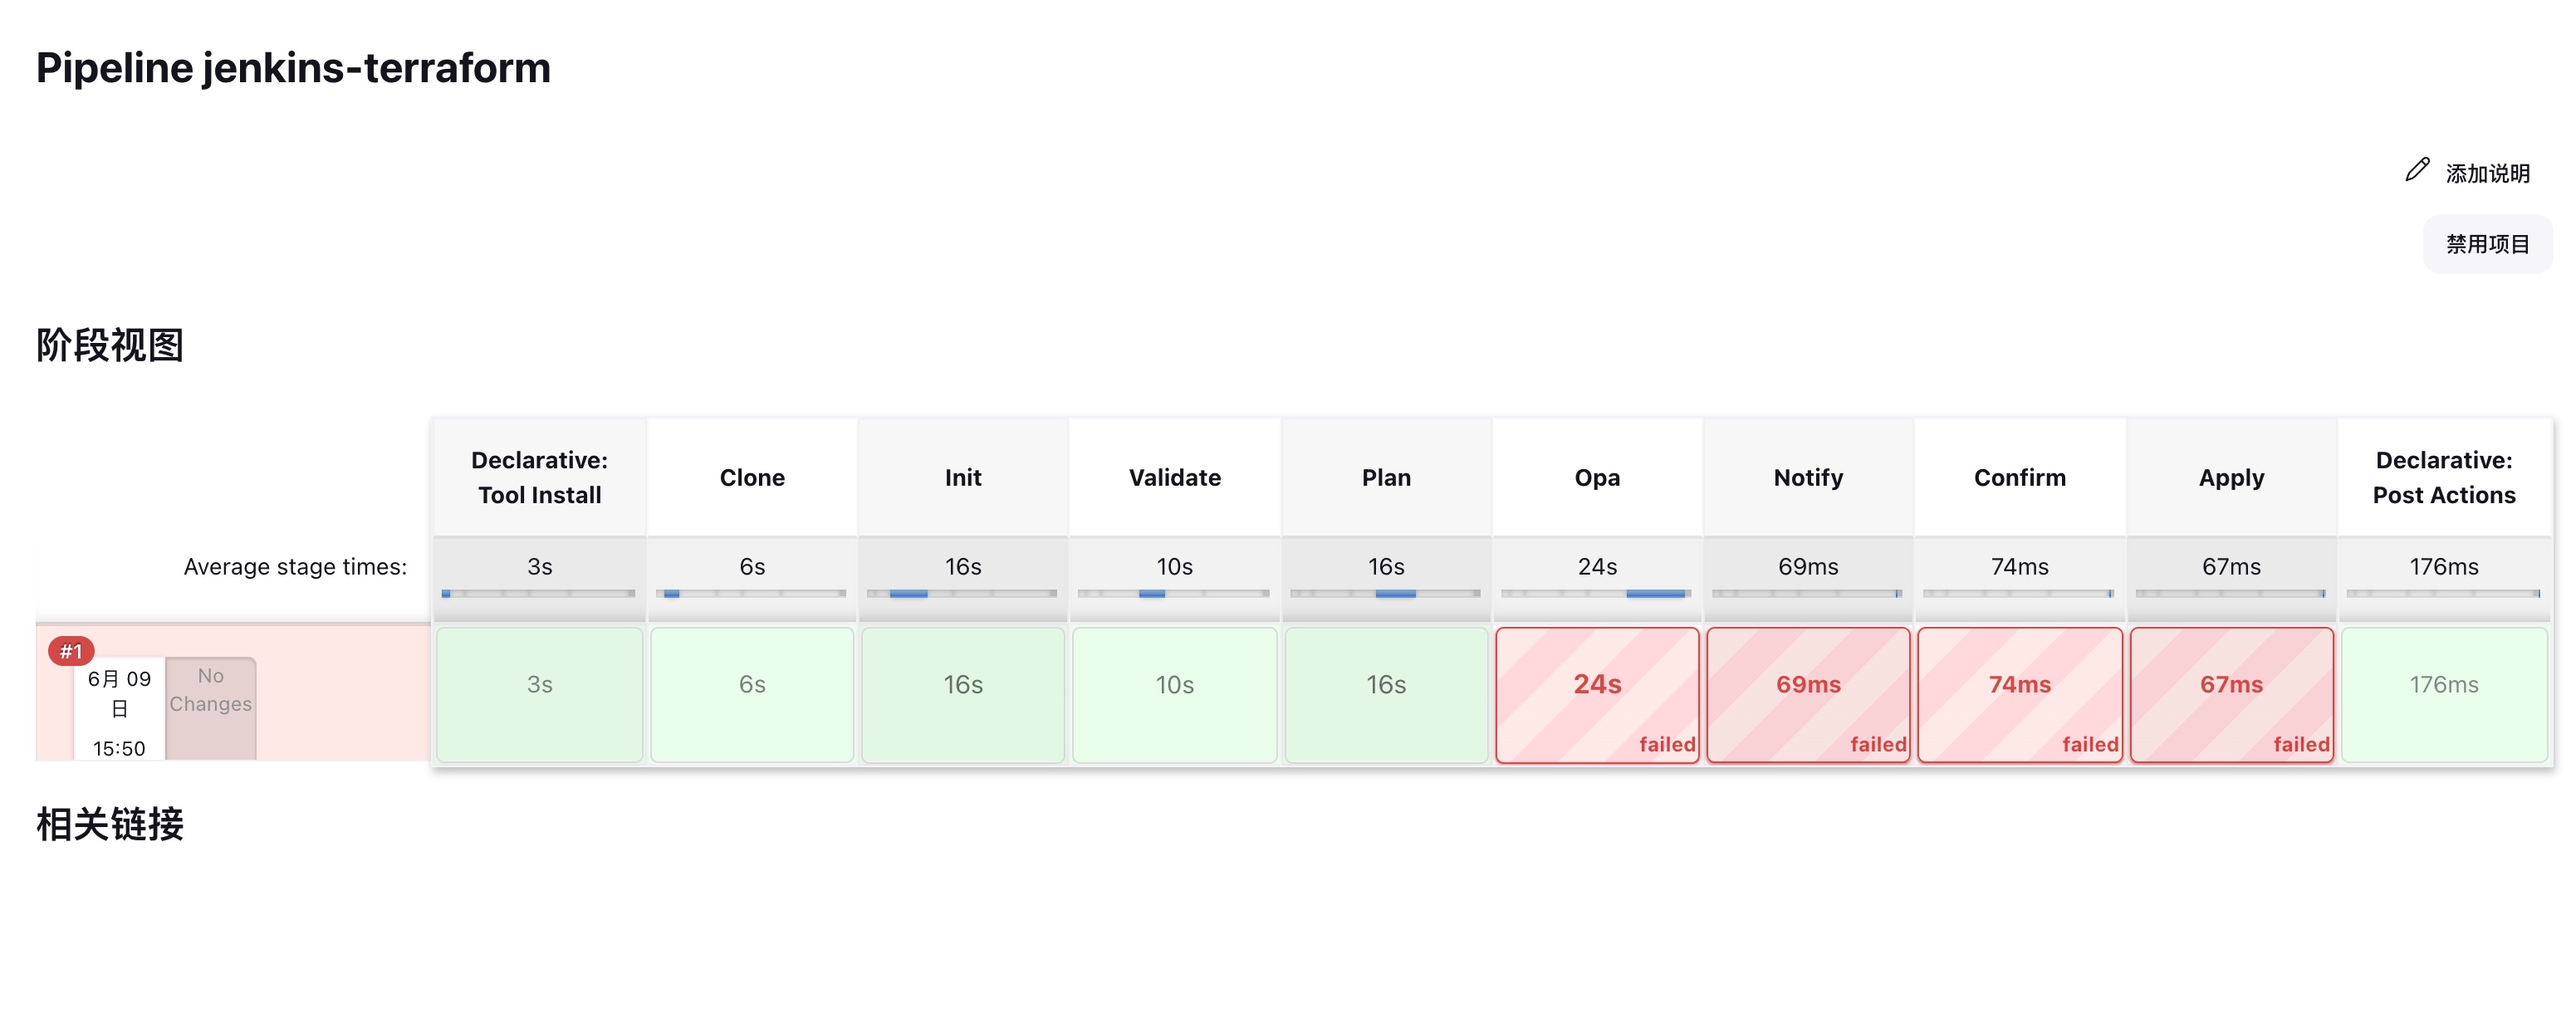 Pipeline jenkins-terraform
添加说明
禁用项目
阶段视图
Declarative: Tool Install
Clone
Init
Validate
Plan
Opa
Notify
Confirm
Apply
Declarative: Post Actions
Average stage times:
3s
6s
16s
10s
16s
24s
69ms
74ms
67ms
176ms
#1
6月 09
日
15:50
No
Changes
3s
6s
16s
10s
16s
24s
failed
69ms
failed
74ms
failed
67ms
failed
176ms
相关链接